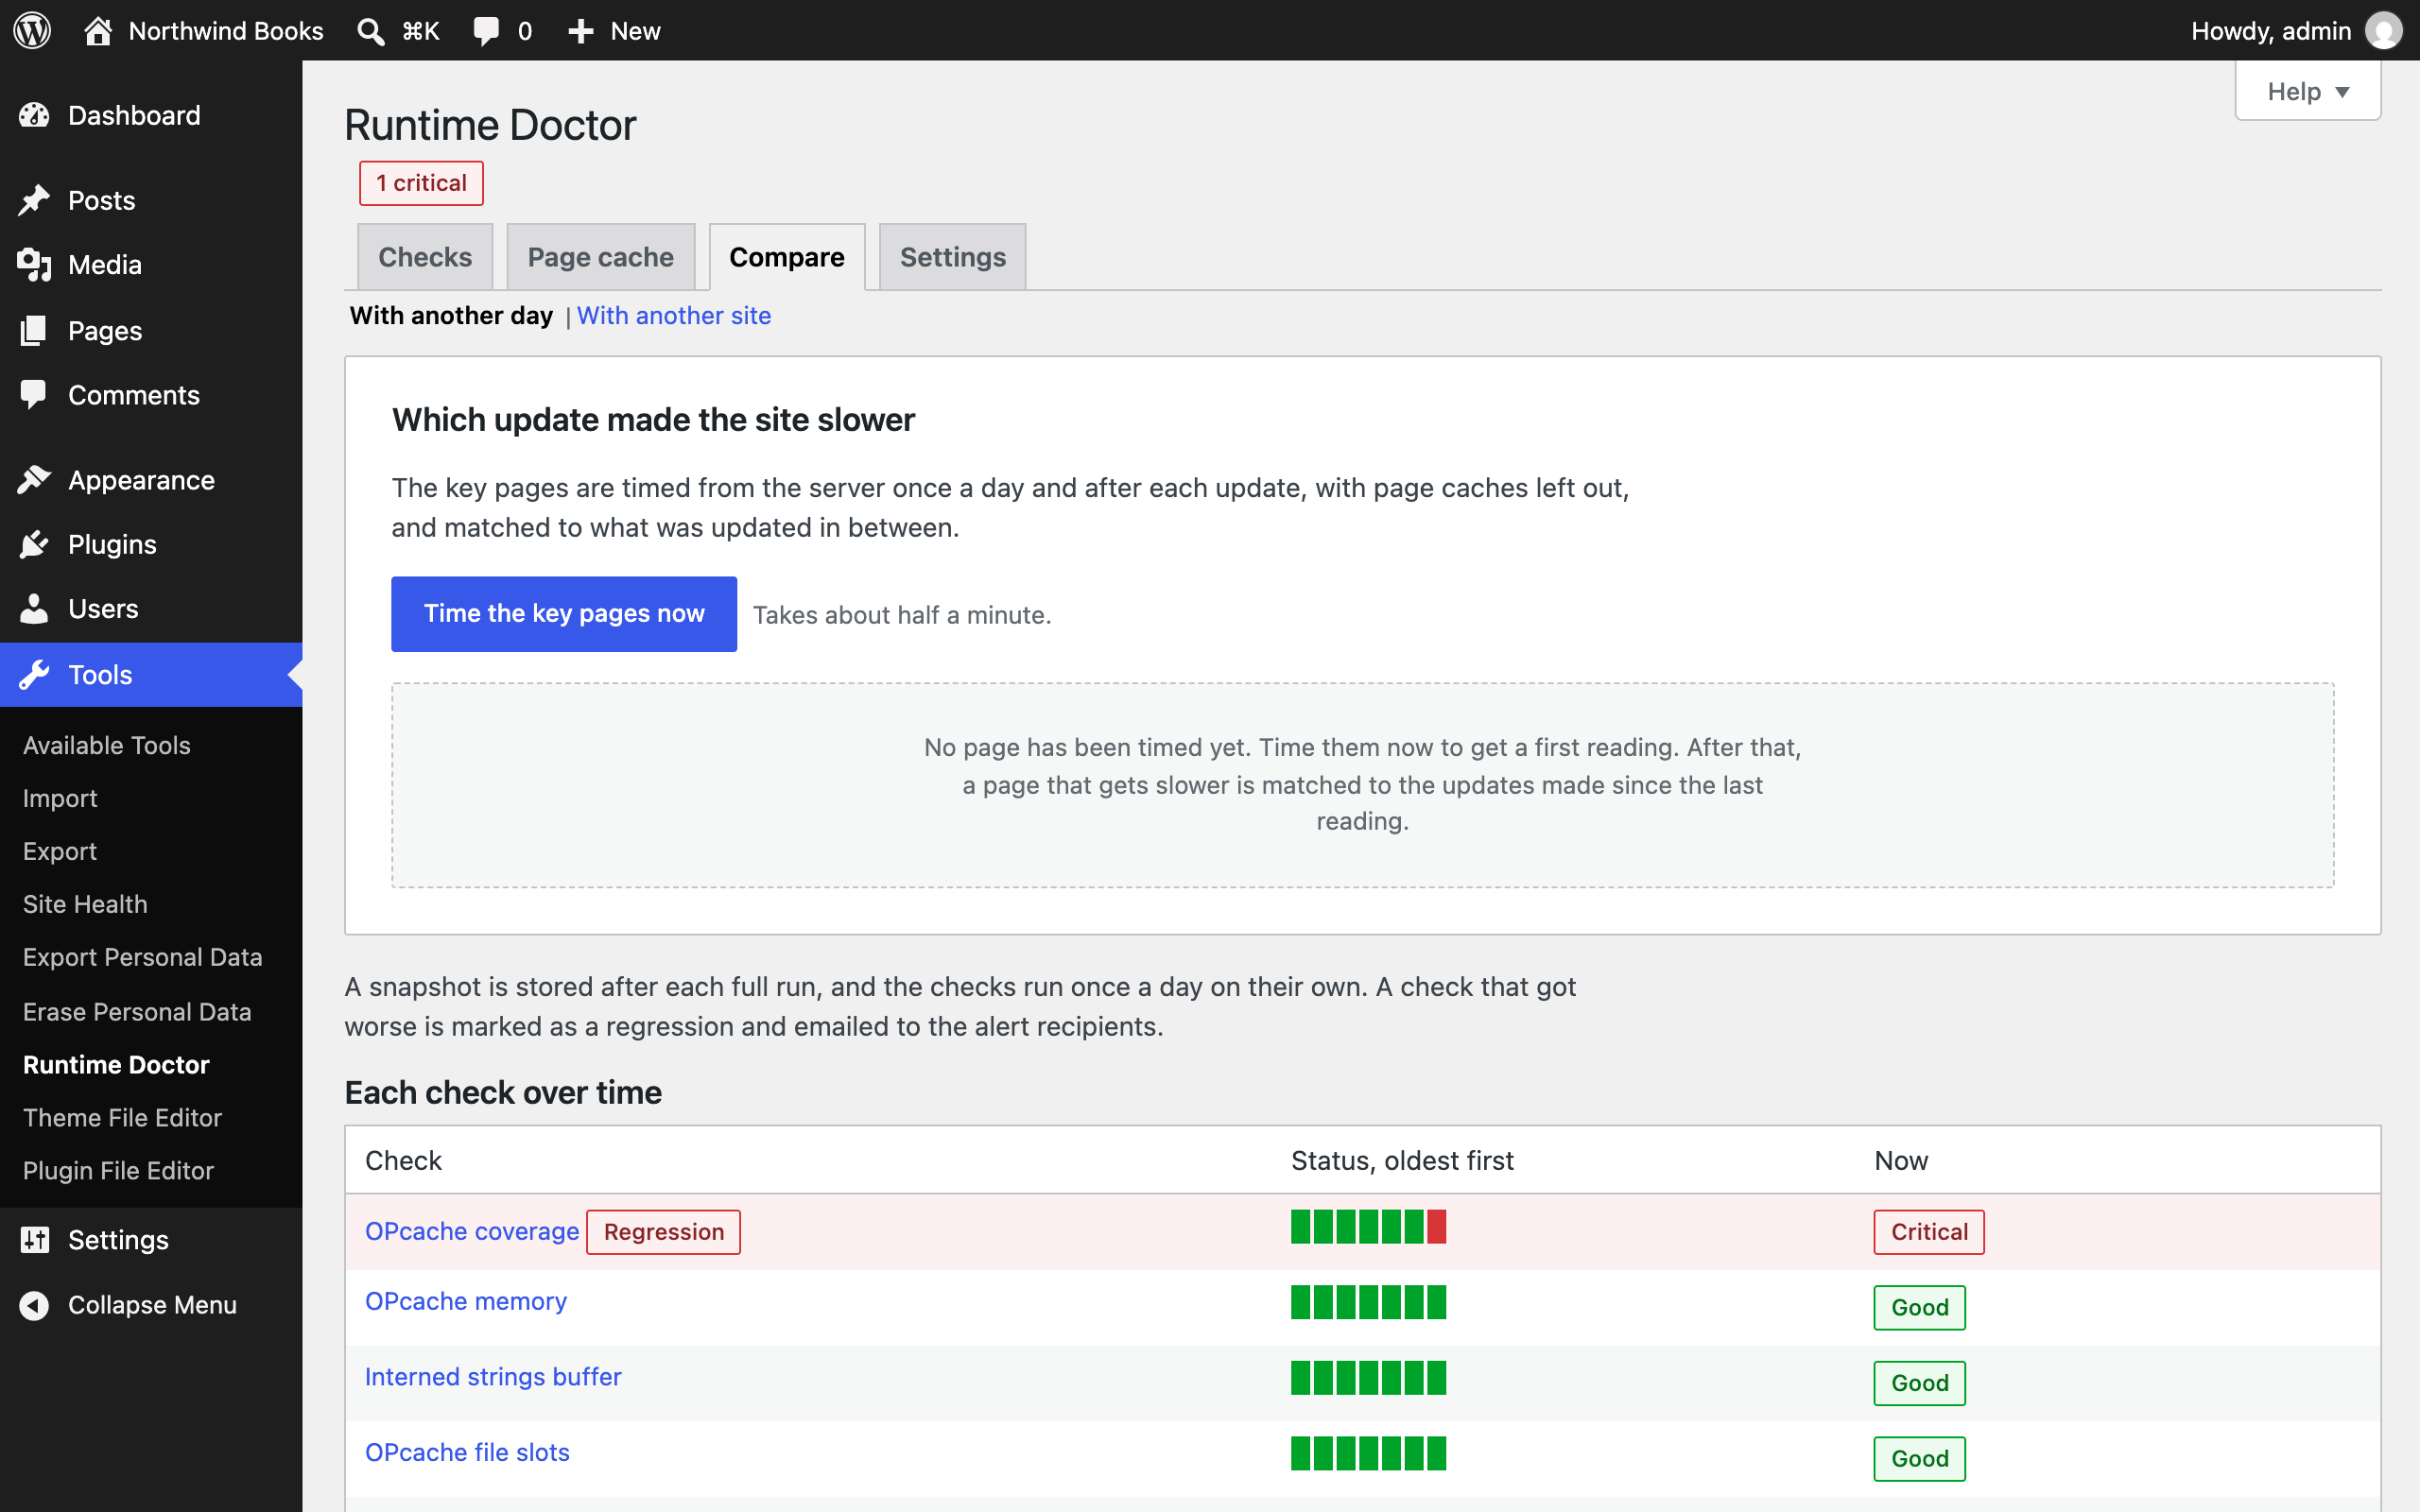 Northwind Books
⌘K
0
New
Howdy, admin
Dashboard
Posts
Media
Pages
Comments
Appearance
Plugins
Users
Tools
Available Tools
Import
Export
Site Health
Export Personal Data
Erase Personal Data
Runtime Doctor
Theme File Editor
Plugin File Editor
Settings
Collapse Menu
Help
Runtime Doctor
1 critical
Checks
Page cache
Compare
Settings
With another day | With another site
Which update made the site slower
The key pages are timed from the server once a day and after each update, with page caches left out,
and matched to what was updated in between.
Time the key pages now
Takes about half a minute.
No page has been timed yet. Time them now to get a first reading. After that,
a page that gets slower is matched to the updates made since the last
reading.
A snapshot is stored after each full run, and the checks run once a day on their own. A check that got
worse is marked as a regression and emailed to the alert recipients.
Each check over time
Check Status, oldest first Now
OPcache coverage Regression Critical
OPcache memory Good
Interned strings buffer Good
OPcache file slots Good